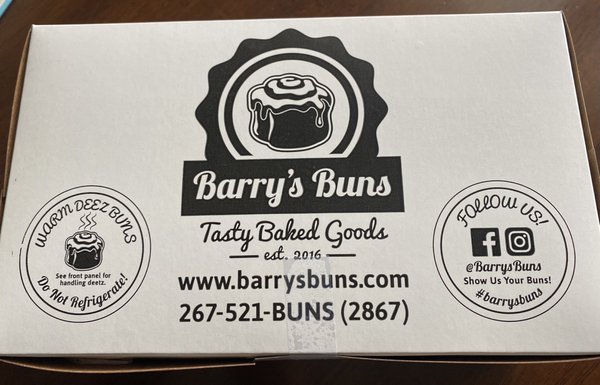 Barry's Buns
Tasty Baked Goods
est. 2016
www.barrysbuns.com
267-521-BUNS (2867)
WARM DEEZ BUNS
See front panel for
handling deetz.
Do Not Refrigerate!
FOLLOW US!
@BarrysBuns
Show Us Your Buns!
#barrysbuns